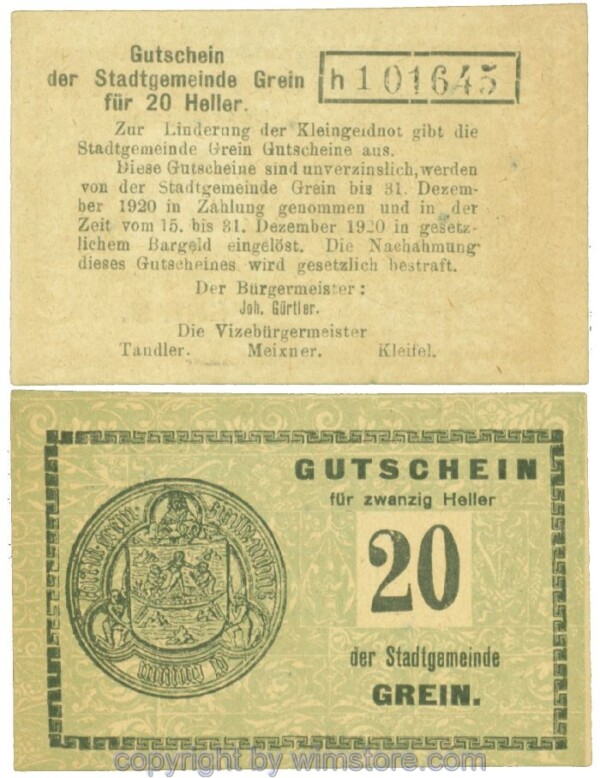 Gutschein
der Stadtgemeinde Grein
für 20 Heller.
h 101645
Zur Linderung der Kleingeldnot gibt die
Stadtgemeinde Grein Gutscheine aus.
Diese Gutscheine sind unverzinslich, werden
von der Stadtgemeinde Grein bis 31. Dezem-
ber 1920 in Zahlung genommen und in der
Zeit vom 15. bis 31. Dezember 1920 in gesetz-
lichem Bargeld eingelöst. Die Nachahmung
dieses Gutscheines wird gesetzlich bestraft.
Der Bürgermeister:
Joh. Gürtler.
Die Vizebürgermeister
Tandler. Meixner. Kleifel.
GUTSCHEIN
für zwanzig Heller
20
der Stadtgemeinde
GREIN.
copyright by wimstore.com